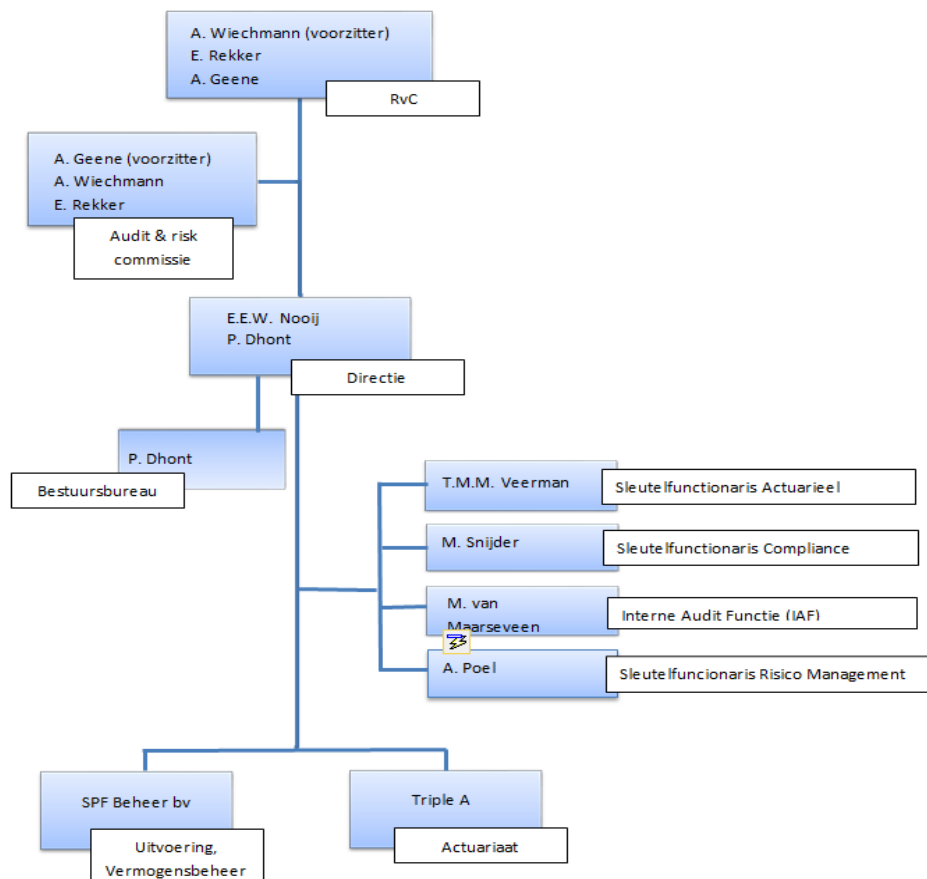 A. Wiechmann (voorzitter)
E. Rekker
A. Geene
RvC
A. Geene (voorzitter)
A. Wiechmann
E. Rekker
Audit & risk
commissie
E.E.W. Nooij
P. Dhont
Directie
P. Dhont
Bestuursbureau
T.M.M. Veerman
Sleutelfunctionaris Actuarieel
M. Snijder
Sleutelfunctionaris Compliance
M. van
Maarseveen
Interne Audit Functie (IAF)
A. Poel
Sleutelfuncionaris Risico Management
SPF Beheer bv
Uitvoering,
Vermogensbeheer
Triple A
Actuariaat